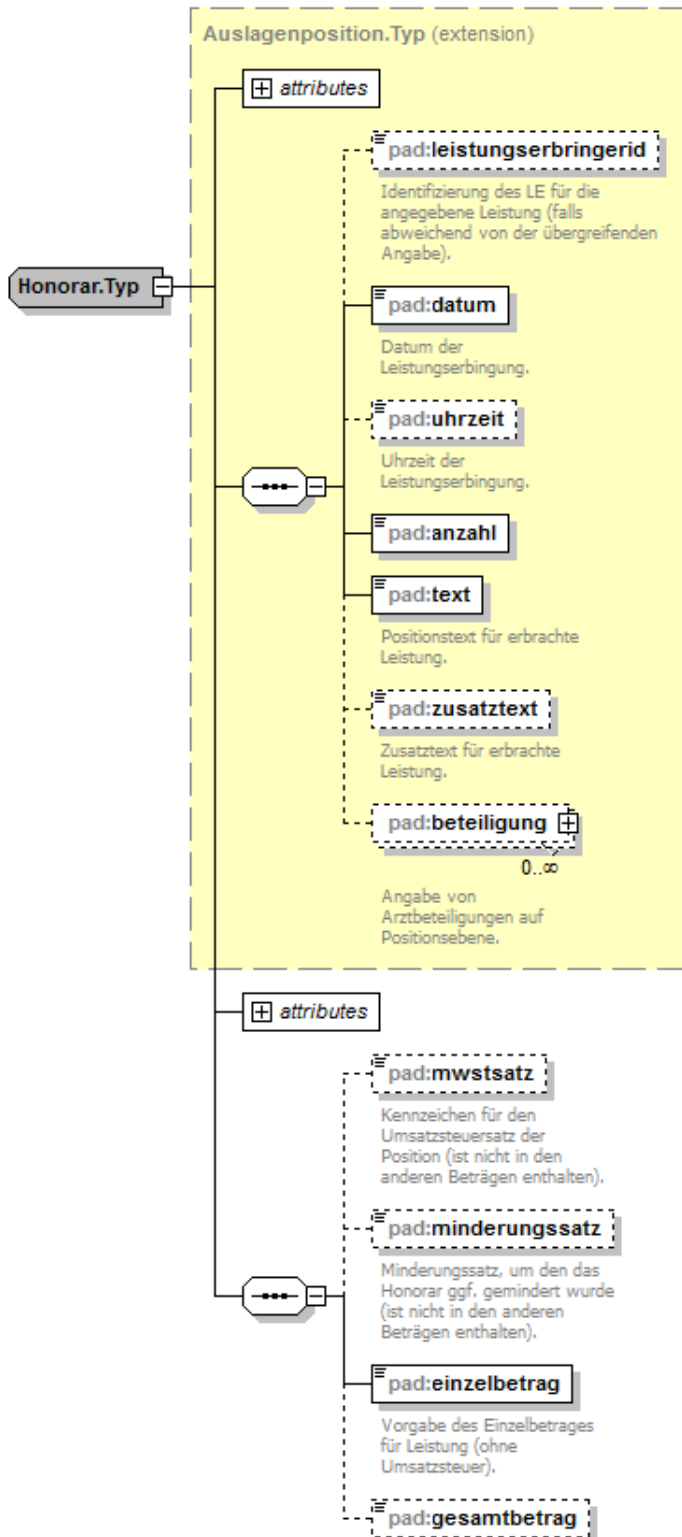 Auslagenposition.Typ (extension)
attributes
pad:leistungserbringerid
Identifizierung des LE für die
angegebene Leistung (falls
abweichend von der übergreifenden
Angabe).
Honorar.Typ
pad:datum
Datum der
Leistungserbingung.
pad:uhrzeit
Uhrzeit der
Leistungserbingung.
pad:anzahl
pad:text
Positionstext für erbrachte
Leistung.
pad:zusatztext
Zusatztext für erbrachte
Leistung.
pad:beteiligung
0..∞
Angabe von
Arztbeteiligungen auf
Positionsebene.
attributes
pad:mwstsatz
Kennzeichen für den
Umsatzsteuersatz der
Position (ist nicht in den
anderen Beträgen enthalten).
pad:minderungssatz
Minderungssatz, um den das
Honorar ggf. gemindert wurde
(ist nicht in den anderen
Beträgen enthalten).
pad:einzelbetrag
Vorgabe des Einzelbetrages
für Leistung (ohne
Umsatzsteuer).
pad:gesamtbetrag